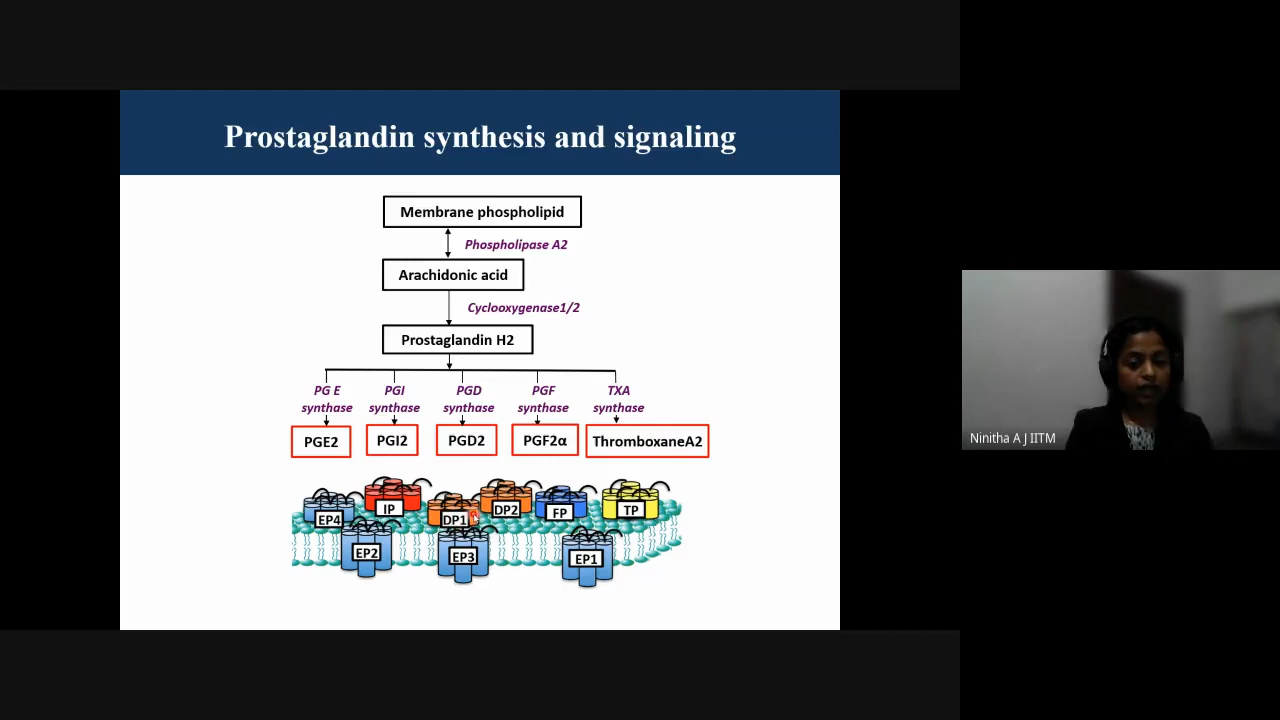 Prostaglandin synthesis and signaling
Membrane phospholipid
Phospholipase A2
Arachidonic acid
Cyclooxygenase1/2
Prostaglandin H2
PG E synthase
PGI synthase
PGD synthase
PGF synthase
TXA synthase
PGE2
PGI2
PGD2
PGF2α
ThromboxaneA2
EP4
IP
DP1
DP2
FP
TP
EP2
EP3
EP1
Ninitha A J IITM